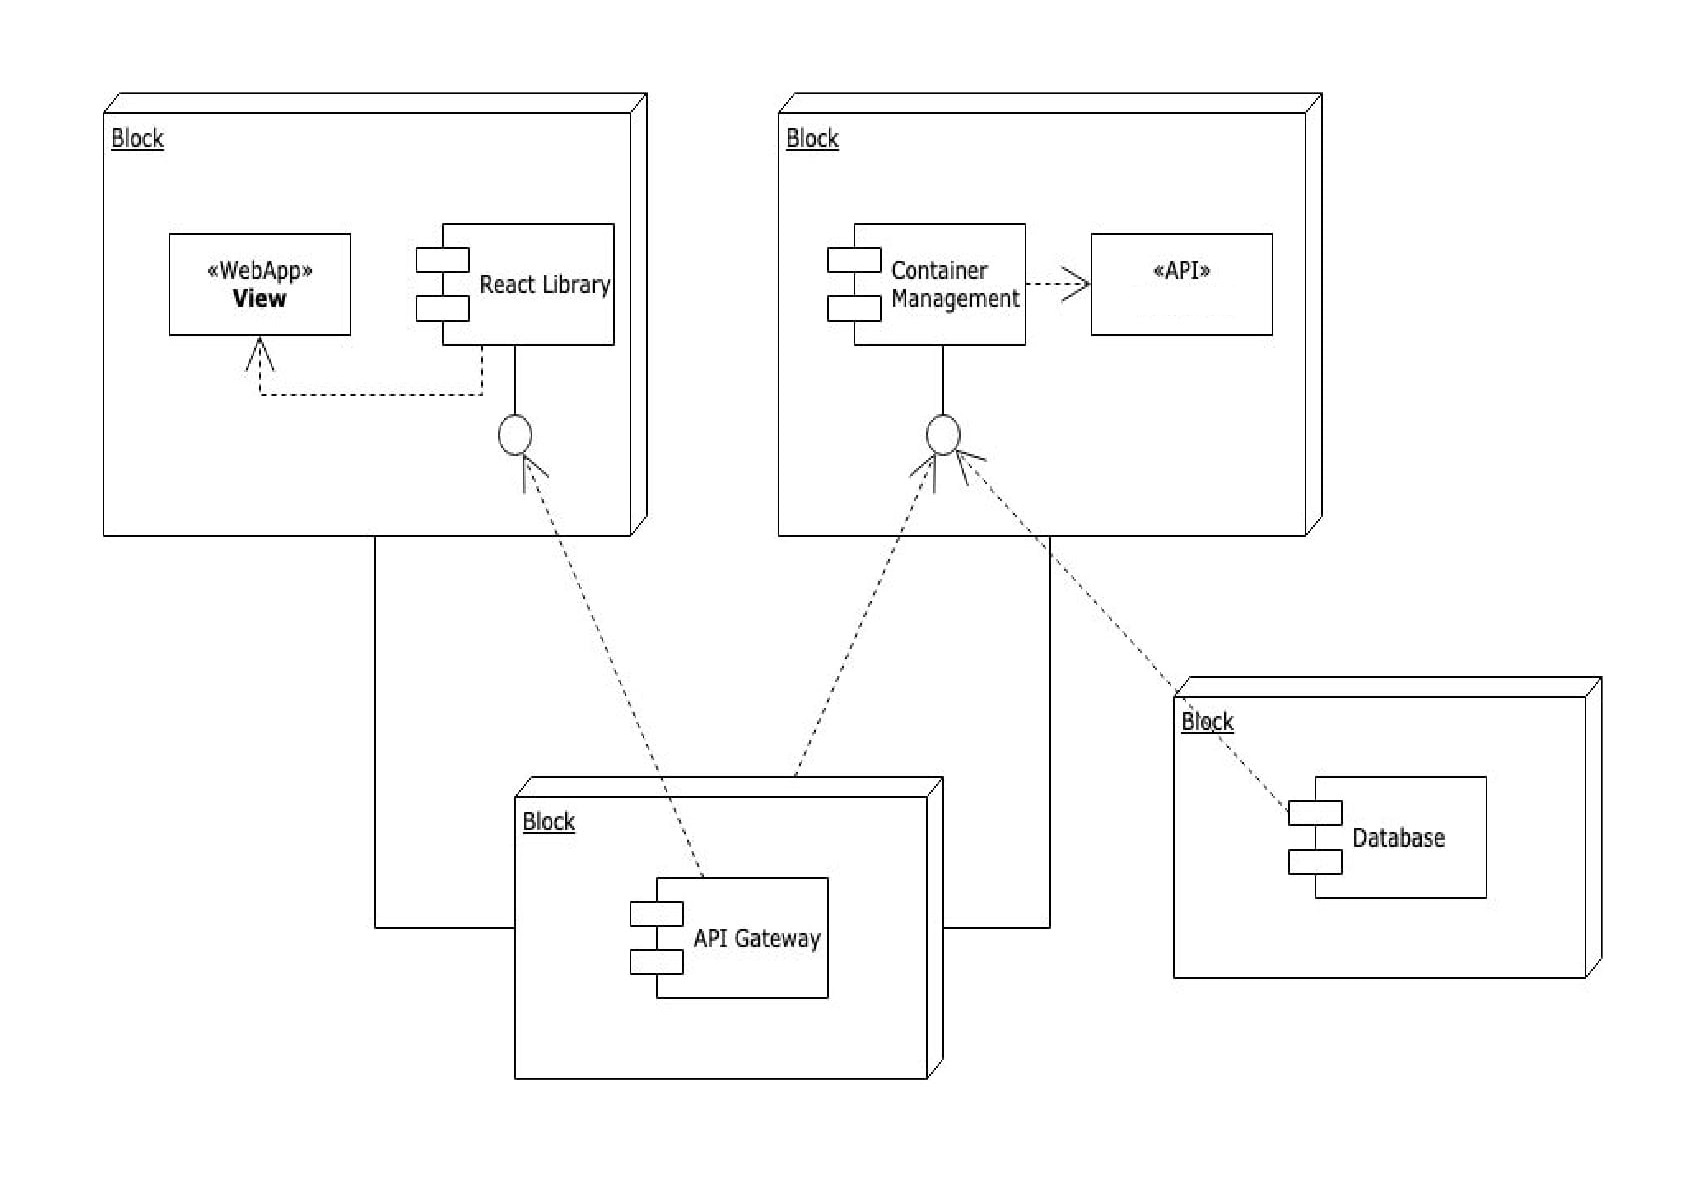 Block
«WebApp»
View
React Library
Block
Container
Management
«API»
Block
API Gateway
Block
Database